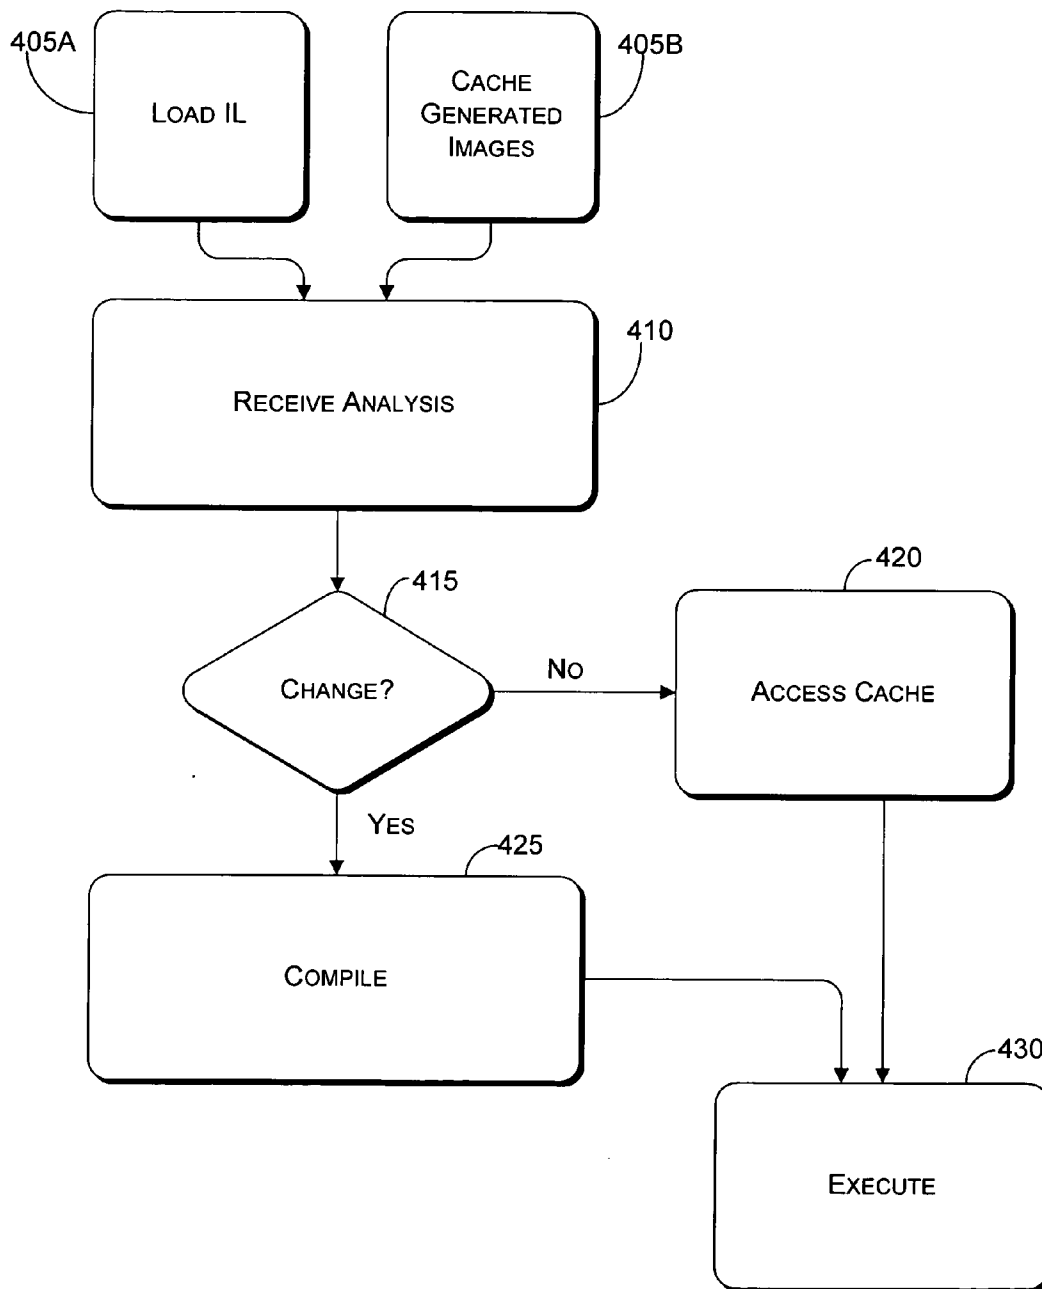 405A
LOAD IL
405B
CACHE
GENERATED
IMAGES
410
RECEIVE ANALYSIS
415
CHANGE?
NO
420
ACCESS CACHE
YES
425
COMPILE
430
EXECUTE